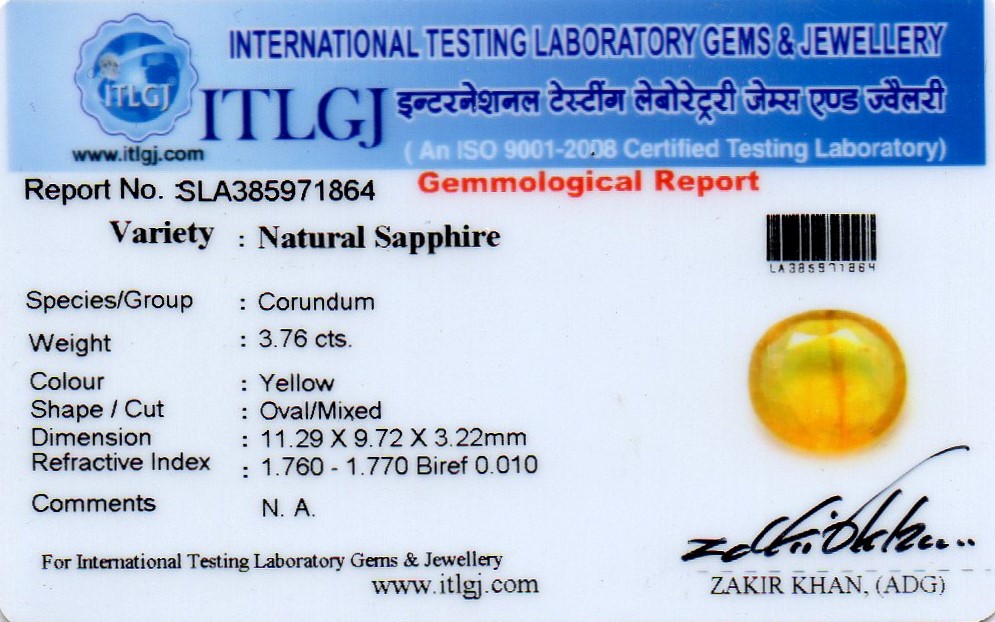 INTERNATIONAL TESTING LABORATORY GEMS & JEWELLERY
ITLGJ
ITLGJ इन्टरनेशनल टेस्टींग लेबोरेट्ररी जेम्स एण्ड ज्वैलरी
www.itlgj.com
( An ISO 9001-2008 Certified Testing Laboratory)
Report No. :SLA385971864
Gemmological Report
Variety : Natural Sapphire
LA385971864
Species/Group : Corundum
Weight : 3.76 cts.
Colour : Yellow
Shape / Cut : Oval/Mixed
Dimension : 11.29 X 9.72 X 3.22mm
Refractive Index : 1.760 - 1.770 Biref 0.010
Comments N. A.
For International Testing Laboratory Gems & Jewellery
www.itlgj.com
ZAKIR KHAN, (ADG)